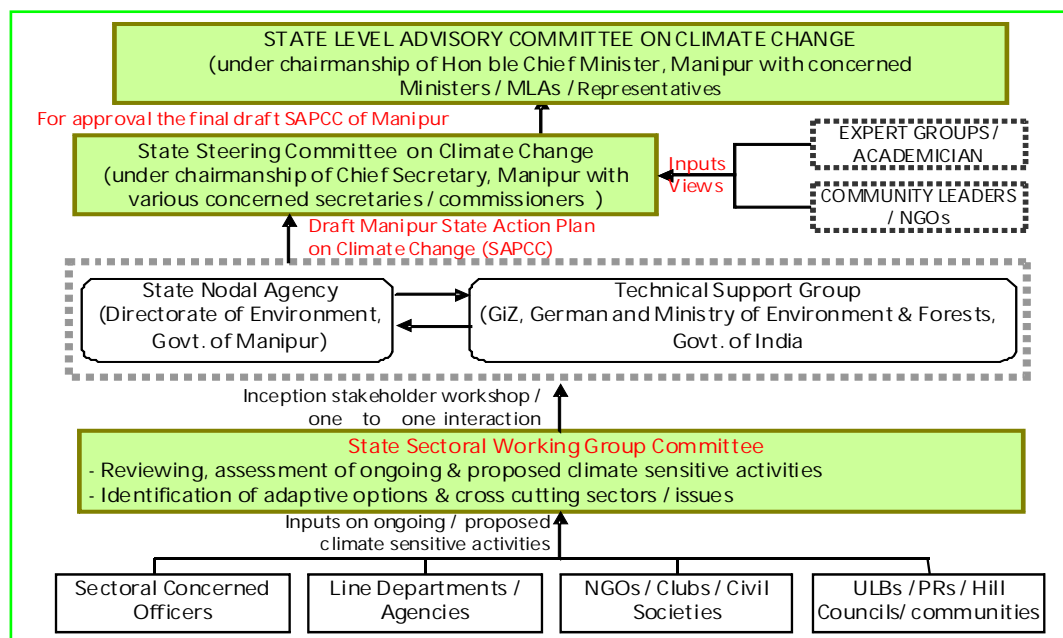 STATE LEVEL ADVISORY COMMITTEE ON CLIMATE CHANGE
(under chairmanship of Hon ble Chief Minister, Manipur with concerned
Ministers / MLAs / Representatives
For approval the final draft SAPCC of Manipur
State Steering Committee on Climate Change
(under chairmanship of Chief Secretary, Manipur with
various concerned secretaries / commissioners )
Inputs
Views
EXPERT GROUPS /
ACADEMICIAN
COMMUNITY LEADERS
/ NGOs
Draft Manipur State Action Plan
on Climate Change (SAPCC)
State Nodal Agency
(Directorate of Environment,
Govt. of Manipur)
Technical Support Group
(GiZ, German and Ministry of Environment & Forests,
Govt. of India
Inception stakeholder workshop /
one to one interaction
State Sectoral Working Group Committee
- Reviewing, assessment of ongoing & proposed climate sensitive activities
- Identification of adaptive options & cross cutting sectors / issues
Inputs on ongoing / proposed
climate sensitive activities
Sectoral Concerned
Officers
Line Departments /
Agencies
NGOs / Clubs / Civil
Societies
ULBs / PRs / Hill
Councils/ communities